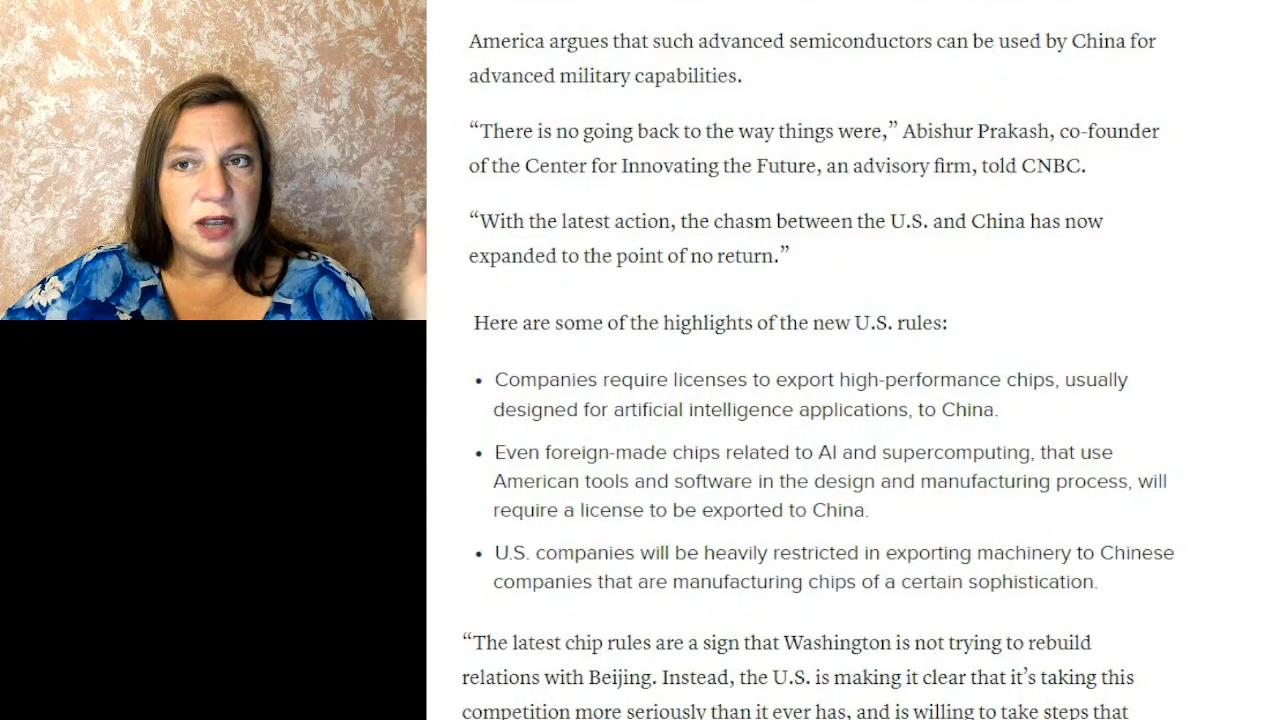 America argues that such advanced semiconductors can be used by China for
advanced military capabilities.
“There is no going back to the way things were,” Abishur Prakash, co-founder
of the Center for Innovating the Future, an advisory firm, told CNBC.
“With the latest action, the chasm between the U.S. and China has now
expanded to the point of no return.”
Here are some of the highlights of the new U.S. rules:
• Companies require licenses to export high-performance chips, usually
designed for artificial intelligence applications, to China.
• Even foreign-made chips related to AI and supercomputing, that use
American tools and software in the design and manufacturing process, will
require a license to be exported to China.
• U.S. companies will be heavily restricted in exporting machinery to Chinese
companies that are manufacturing chips of a certain sophistication.
“The latest chip rules are a sign that Washington is not trying to rebuild
relations with Beijing. Instead, the U.S. is making it clear that it’s taking this
competition more seriously than it ever has, and is willing to take steps that